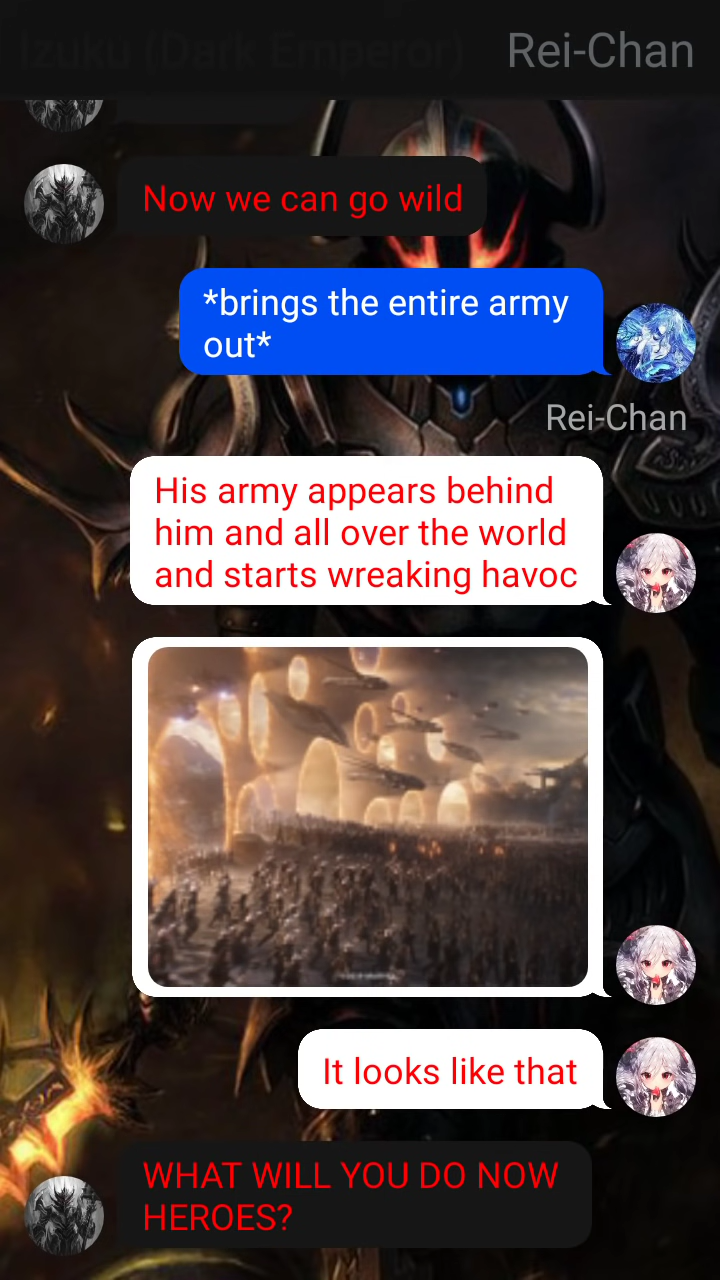 Izuku (Dark Emperor)
Rei-Chan
Now we can go wild
*brings the entire army
out*
Rei-Chan
His army appears behind
him and all over the world
and starts wreaking havoc
It looks like that
WHAT WILL YOU DO NOW
HEROES?